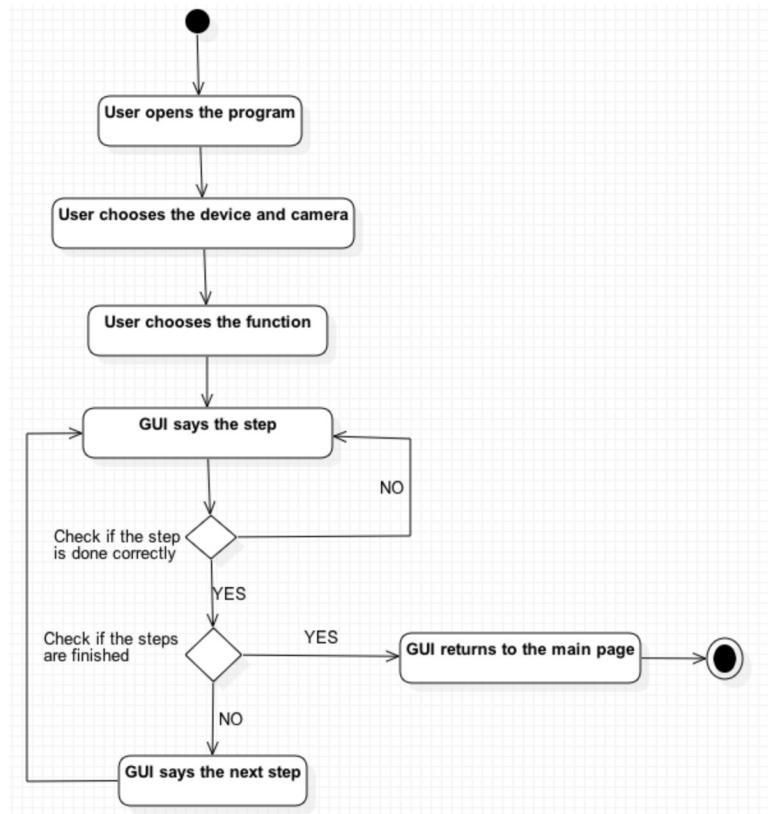 User opens the program
User chooses the device and camera
User chooses the function
GUI says the step
NO
Check if the step
is done correctly
YES
Check if the steps
are finished
YES
GUI returns to the main page
NO
GUI says the next step